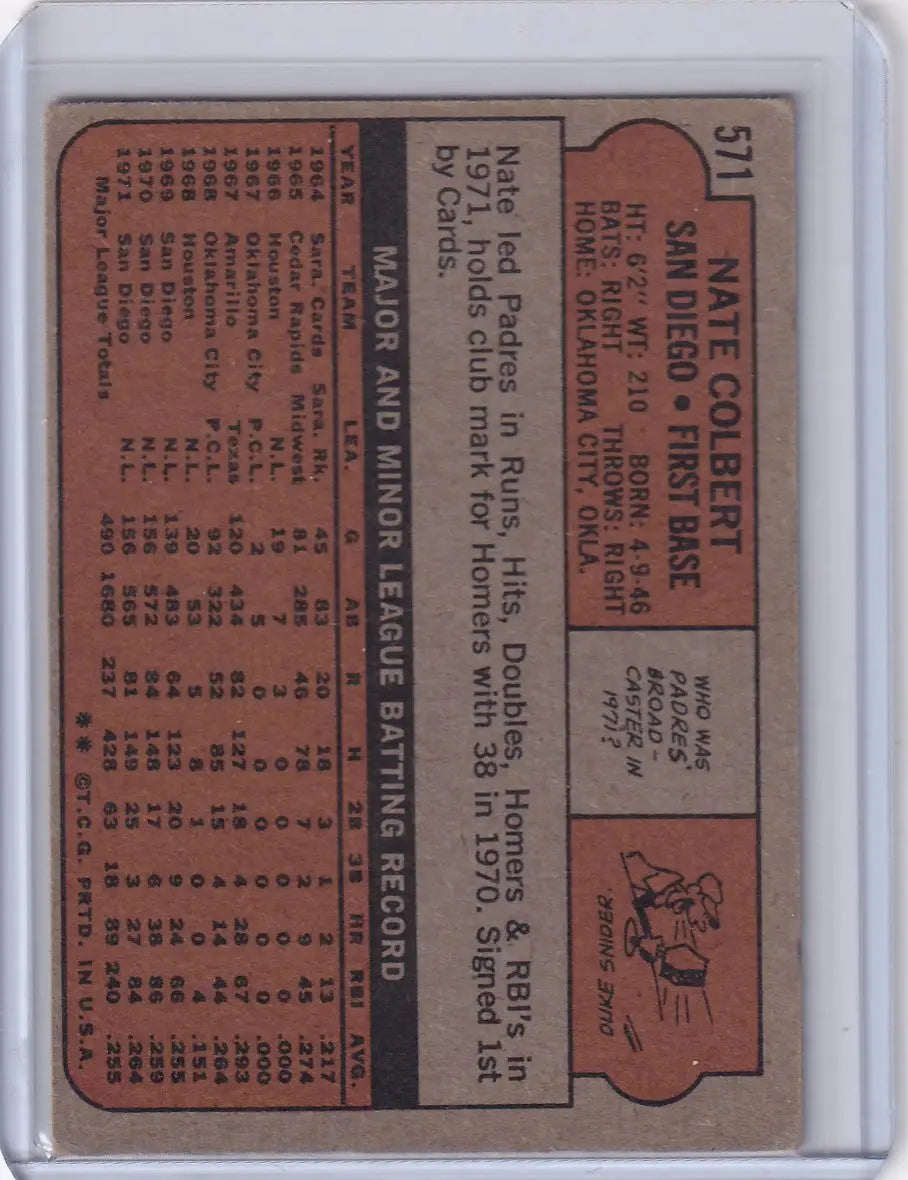 571
NATE COLBERT
SAN DIEGO • FIRST BASE
HT: 6'2" WT: 210 BORN: 4-9-46
BATS: RIGHT THROWS: RIGHT
HOME: OKLAHOMA CITY, OKLA.
WHO WAS
PADRES'
BROAD-
CASTER IN
1971?
DUKE SNIDER.
Nate led Padres in Runs, Hits, Doubles, Homers & RBI's in
1971, holds club mark for Homers with 38 in 1970. Signed 1st
by Cards.
MAJOR AND MINOR LEAGUE BATTING RECORD
YEAR TEAM LEA. G AB R H 2B 3B HR RBI AVG.
1964 Sara. Cards Sara. Rk. 45 83 20 18 3 1 2 13 .217
1965 Cedar Rapids Midwest 81 285 46 78 7 2 9 45 .274
1966 Houston N.L. 19 7 3 0 0 0 0 0 .000
1967 Oklahoma City P.C.L. 2 5 0 0 0 0 0 0 .000
1967 Amarillo Texas 120 434 82 127 18 4 28 67 .293
1968 Oklahoma City P.C.L. 92 322 52 85 15 4 14 44 .264
1968 Houston N.L. 20 53 5 8 1 0 0 4 .151
1969 San Diego N.L. 139 483 64 123 20 9 24 66 .255
1970 San Diego N.L. 156 572 84 148 17 6 38 86 .259
1971 San Diego N.L. 156 565 81 149 25 3 27 84 .264
Major League Totals 490 1680 237 428 63 18 89 240 .255
** ©T.C.G. PRTD. IN U.S.A.